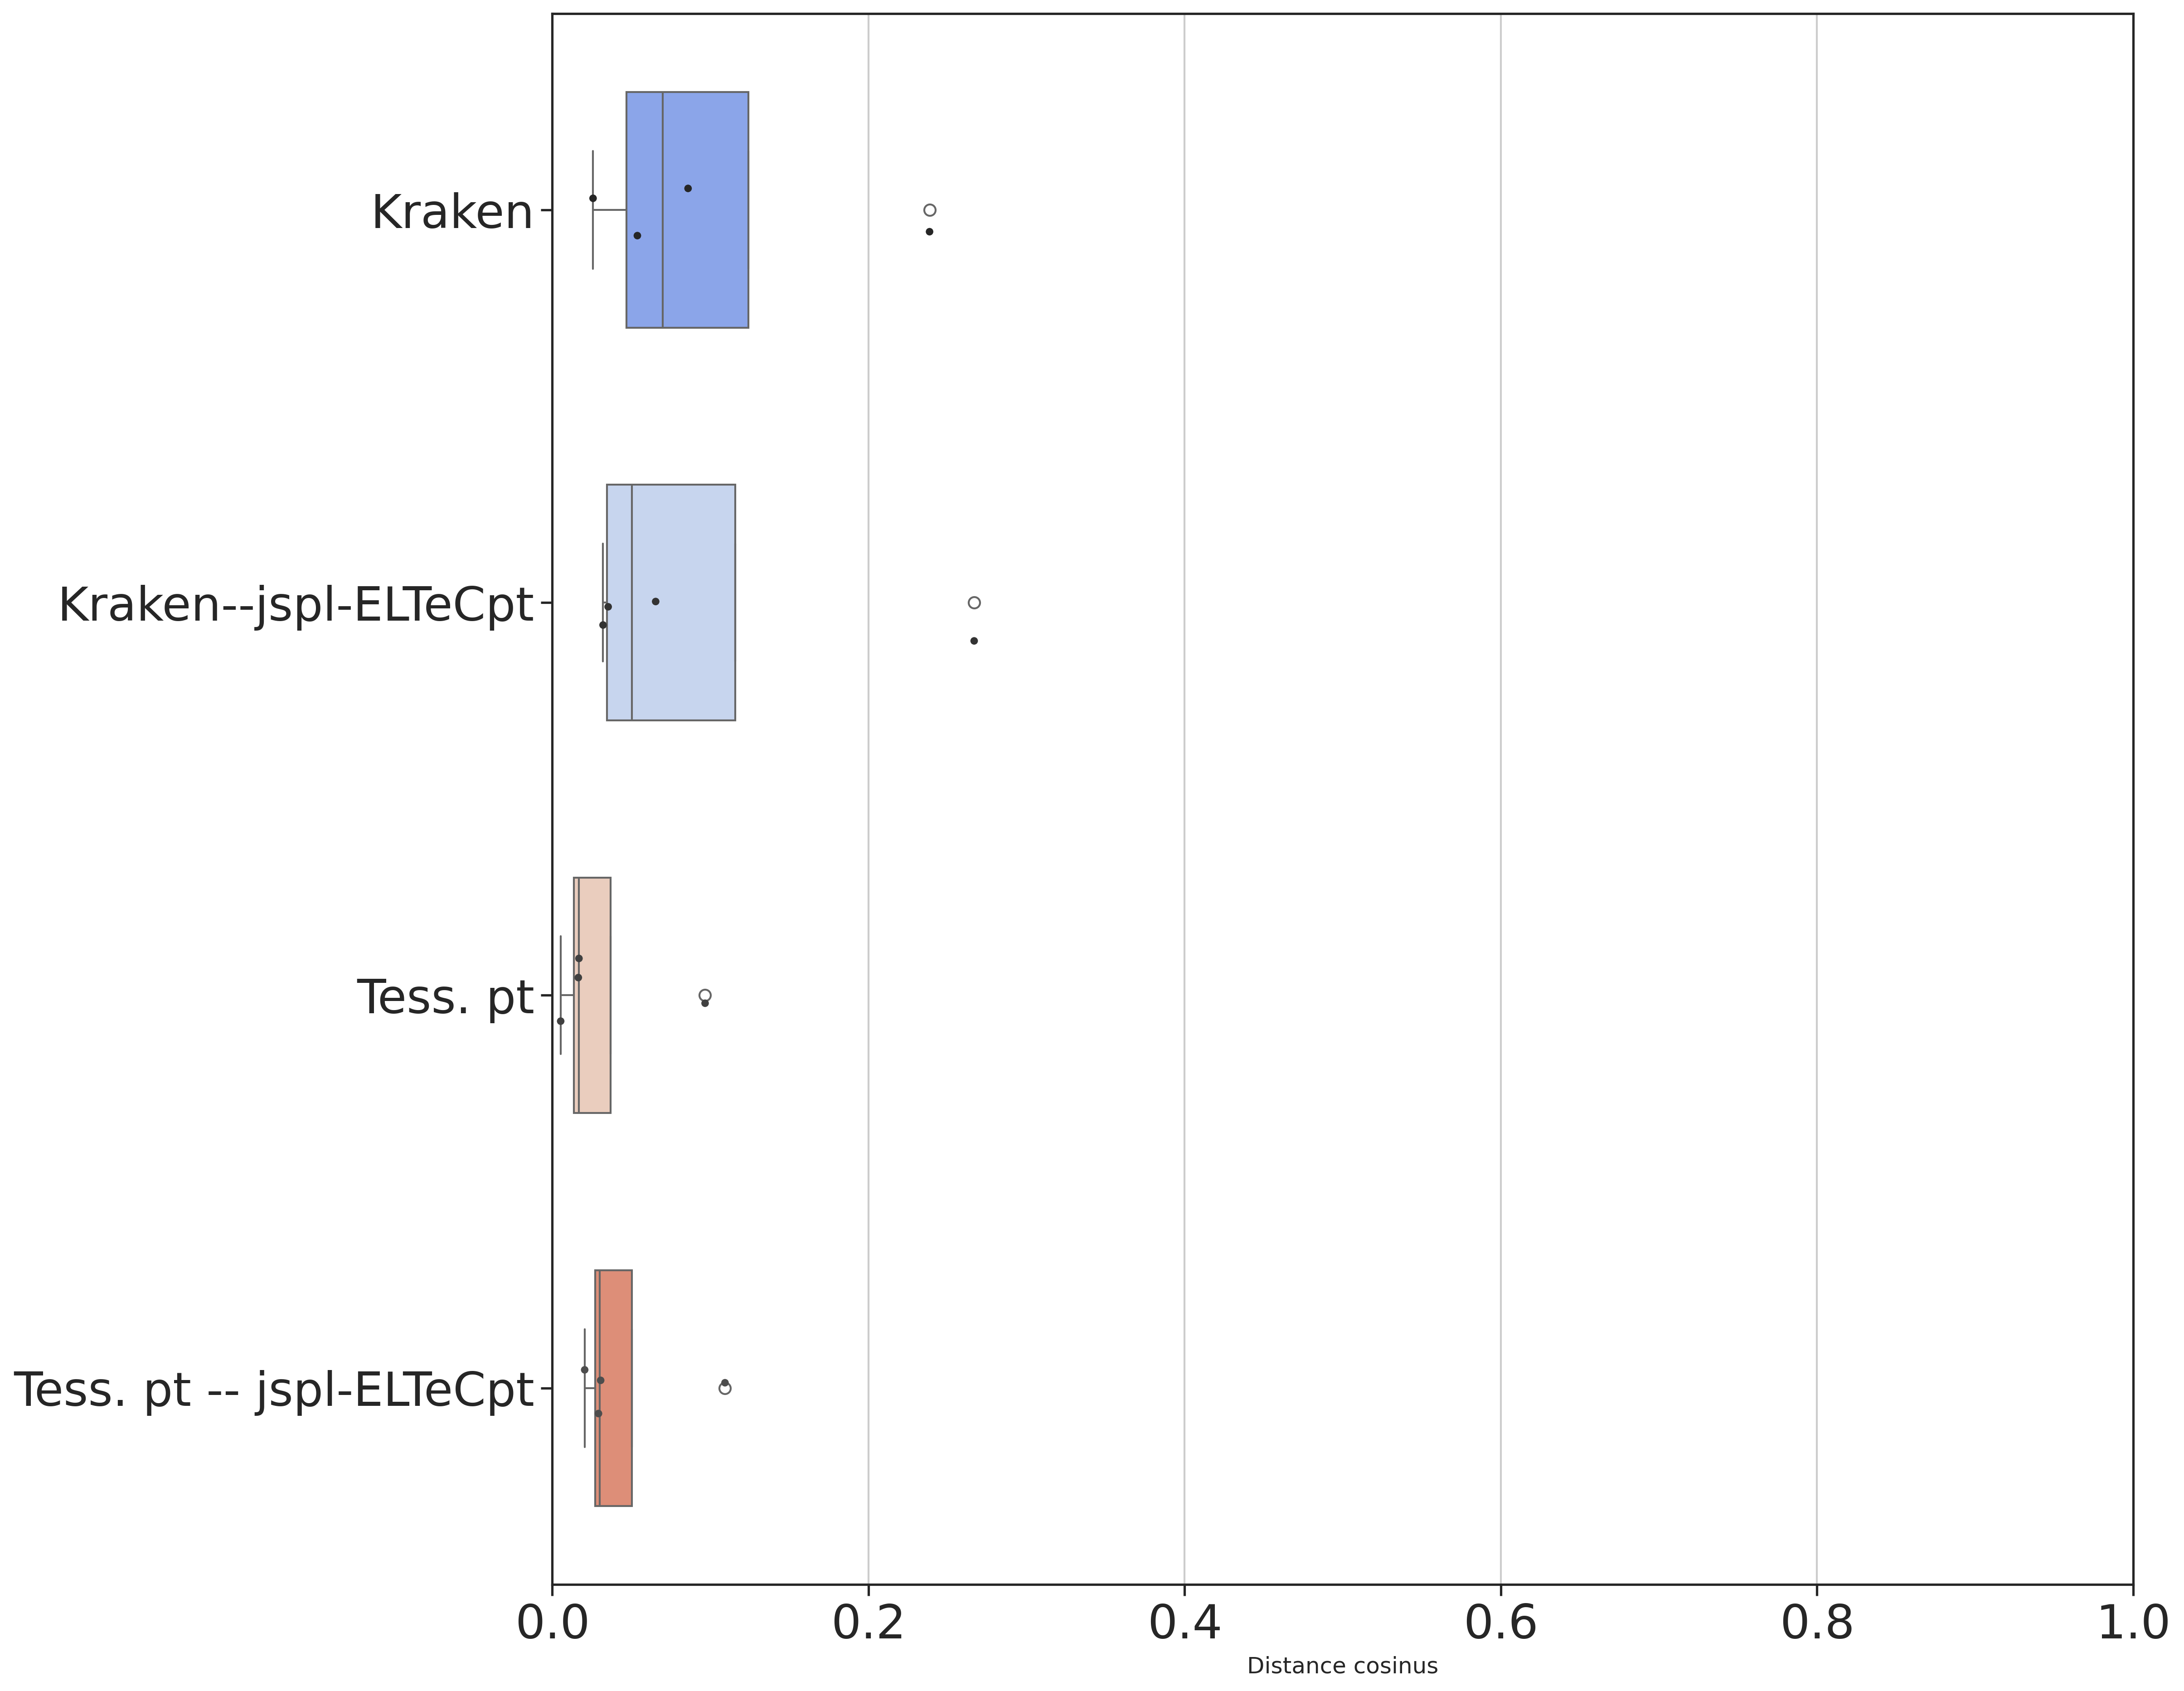 Kraken
Kraken--jspl-ELTeCpt
Tess. pt
Tess. pt -- jspl-ELTeCpt
0.0 0.2 0.4 0.6 0.8 1.0
Distance cosinus